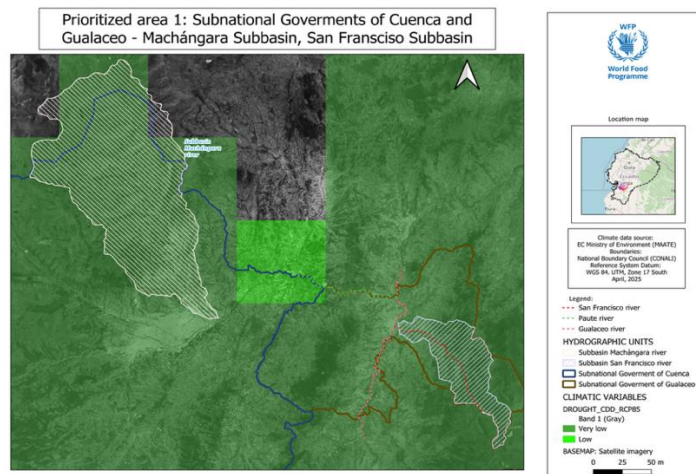 Prioritized area 1: Subnational Goverments of Cuenca and
Gualaceo - Machángara Subbasin, San Fransciso Subbasin
Subbasin
Machángara
river
WFP
World Food
Programme
Location map
Climate data source:
EC Ministry of Environment (MAATE)
Boundaries:
National Boundary Council (CONALI)
Reference System Datum:
WGS 84. UTM, Zone 17 South
April, 2025
Legend:
San Francisco river
Paute river
Gualaceo river
HYDROGRAPHIC UNITS
Subbasin Machángara river
Subbasin San Francisco river
Subnational Goverment of Cuenca
Subnational Goverment of Gualaceo
CLIMATIC VARIABLES
DROUGHT_CDD_RCP85
Band 1 (Gray)
Very low
Low
BASEMAP: Satellite imagery
0 25 50 m